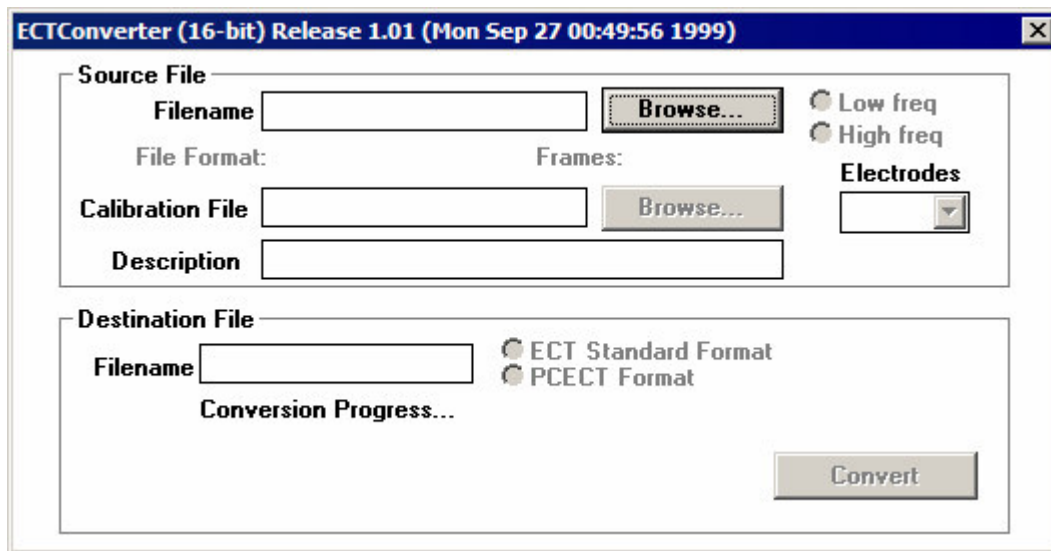 ECTConverter (16-bit) Release 1.01 (Mon Sep 27 00:49:56 1999)
Source File
Filename
Browse...
Low freq
High freq
File Format:
Frames:
Electrodes
Calibration File
Browse...
Description
Destination File
Filename
ECT Standard Format
PCECT Format
Conversion Progress...
Convert